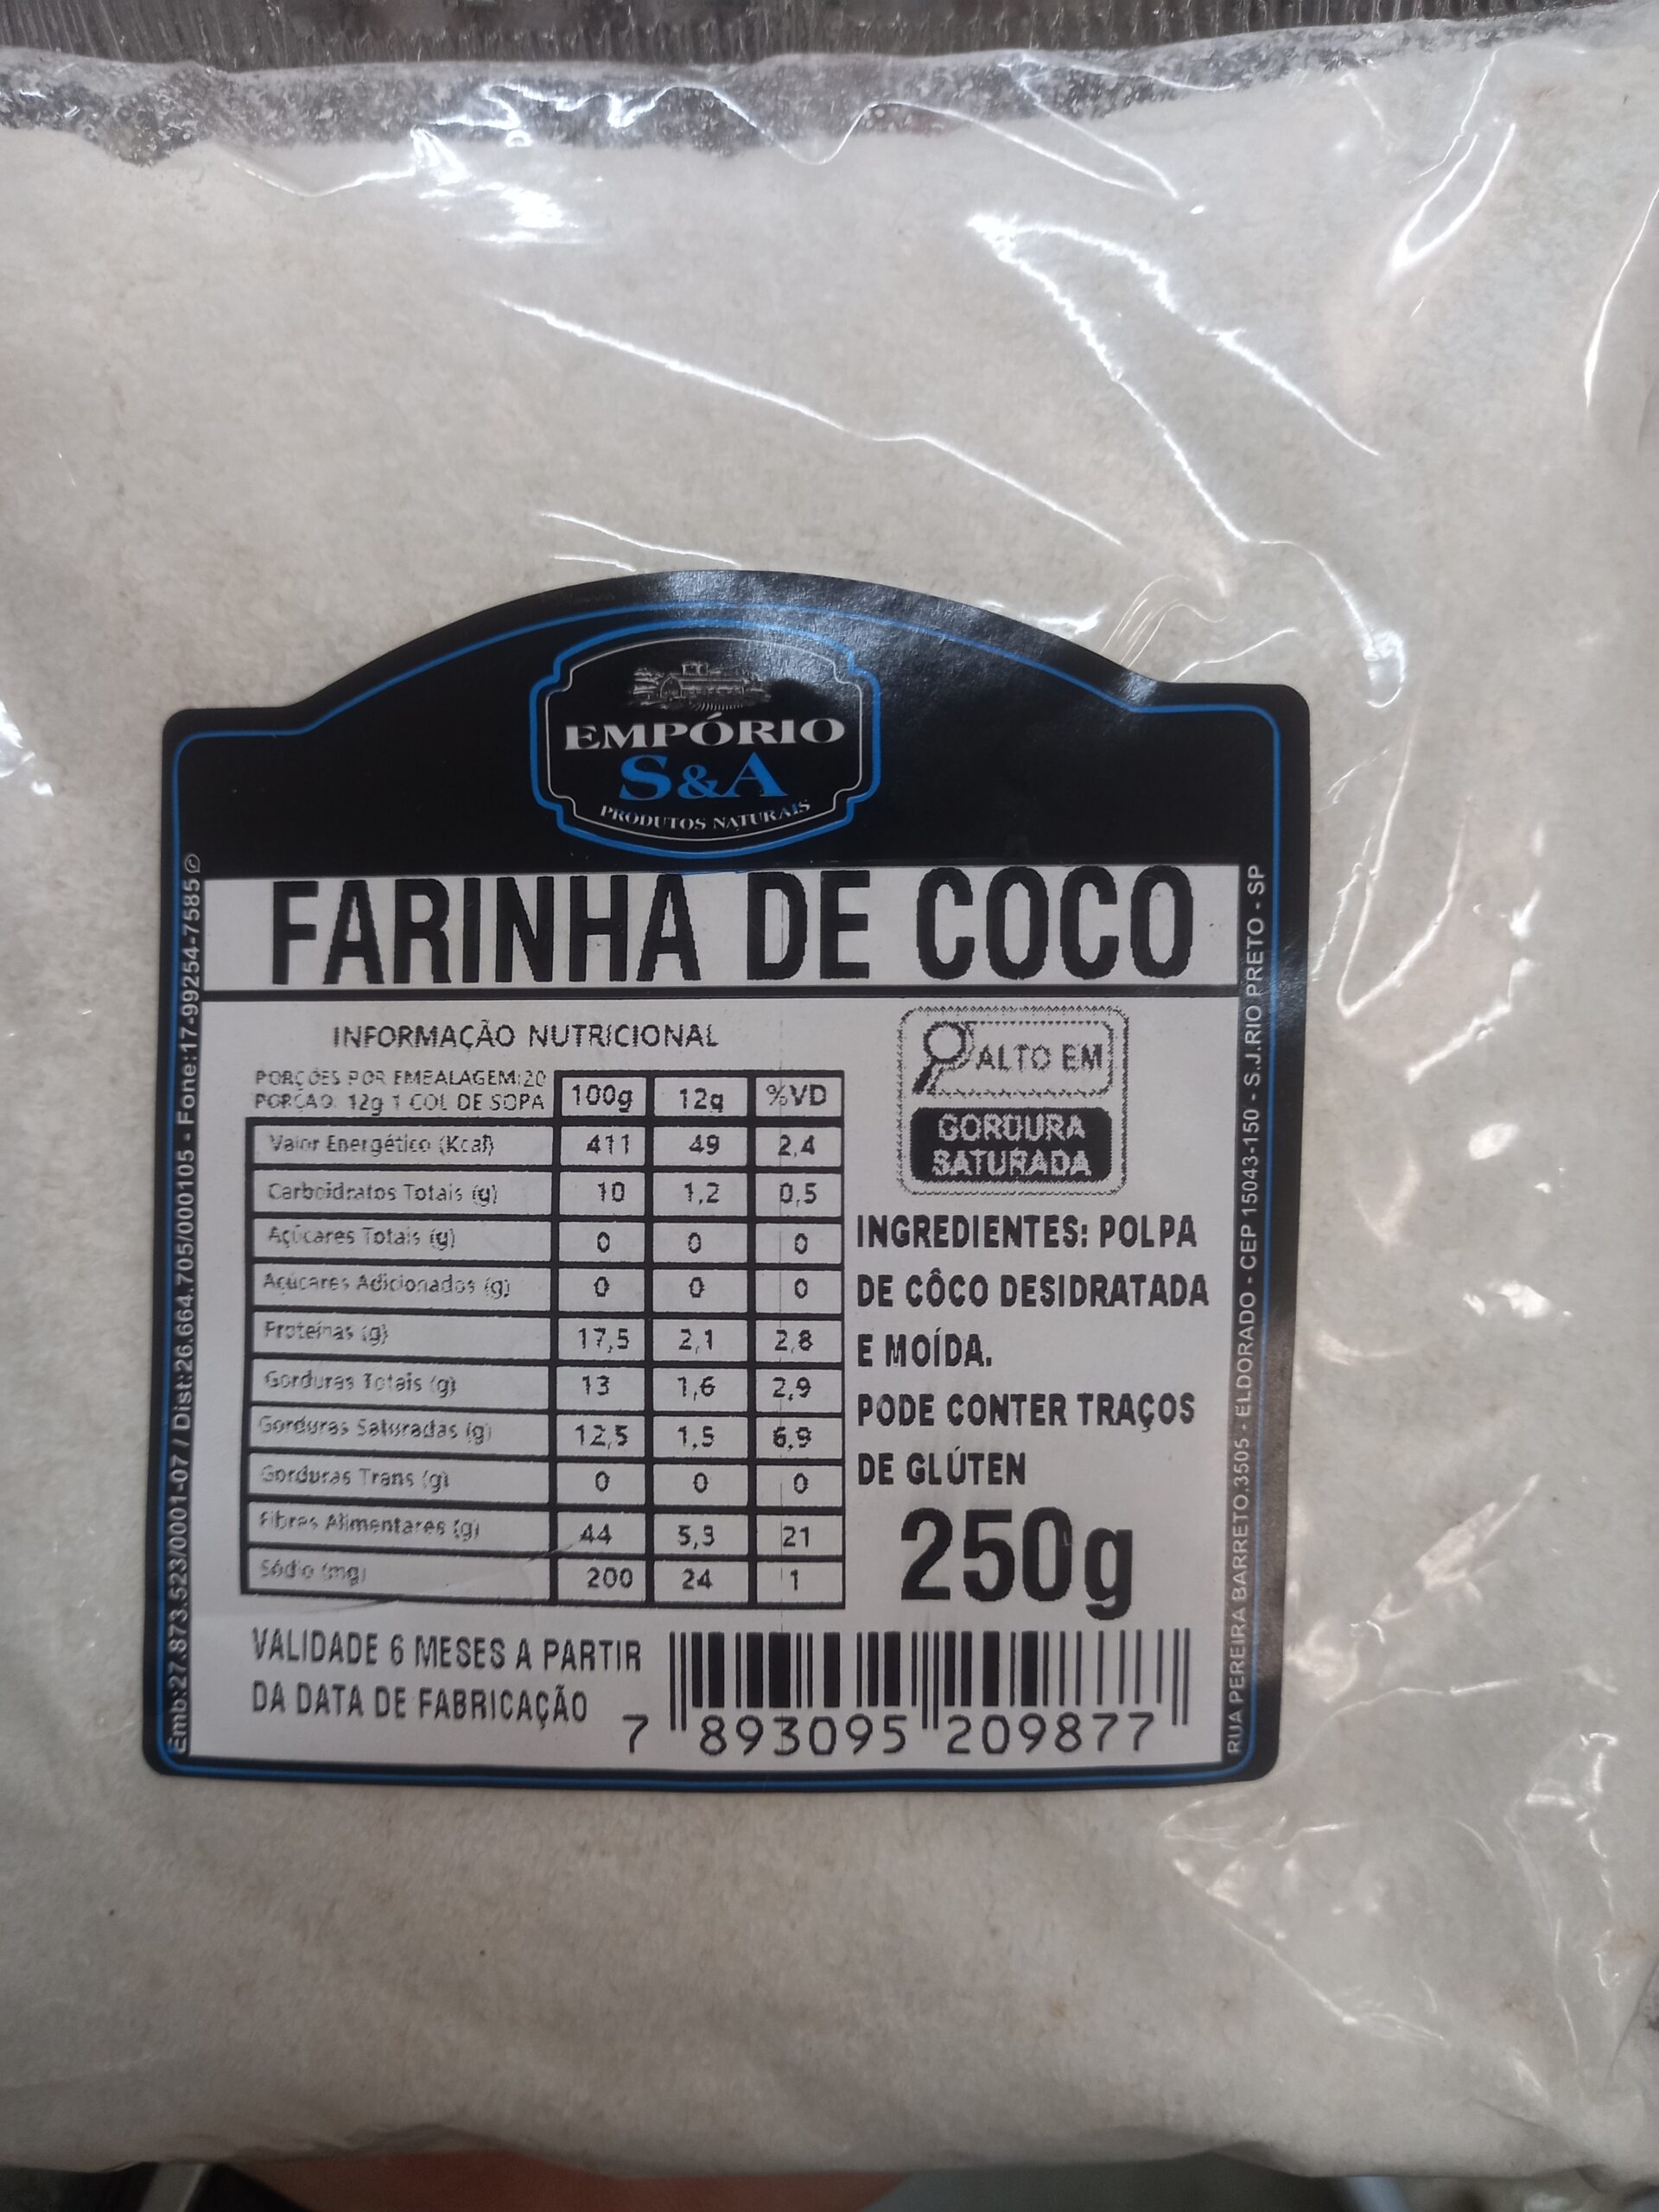 EMPÓRIO
S&A
PRODUTOS NATURAIS
FARINHA DE COCO
INFORMAÇÃO NUTRICIONAL
PORÇÕES POR EMBALAGEM:20
PORÇAO. 12g 1 COL DE SOPA 100g 12g %VD
Valor Energético (Kcal) 411 49 2,4
Carboidratos Totais (g) 10 1,2 0,5
Açúcares Totais (g) 0 0 0
Açúcares Adicionados (g) 0 0 0
Proteínas (g) 17,5 2,1 2,8
Gorduras Totais (g) 13 1,6 2,9
Gorduras Saturadas (g) 12,5 1,5 6,9
Gorduras Trans (g) 0 0 0
Fibras Alimentares (g) 44 5,3 21
Sódio (mg) 200 24 1
ALTO EM
GORDURA
SATURADA
INGREDIENTES: POLPA
DE CÔCO DESIDRATADA
E MOÍDA.
PODE CONTER TRAÇOS
DE GLÚTEN
250g
VALIDADE 6 MESES A PARTIR
DA DATA DE FABRICAÇÃO
7 893095 209877
Emb:27.873.523/0001-07 / Dist:26.664.705/000105 - Fone:17-99254-7585 ©
RUA PEREIRA BARRETO,3505 - ELDORADO - CEP 15043-150 - S.J.RIO PRETO - SP